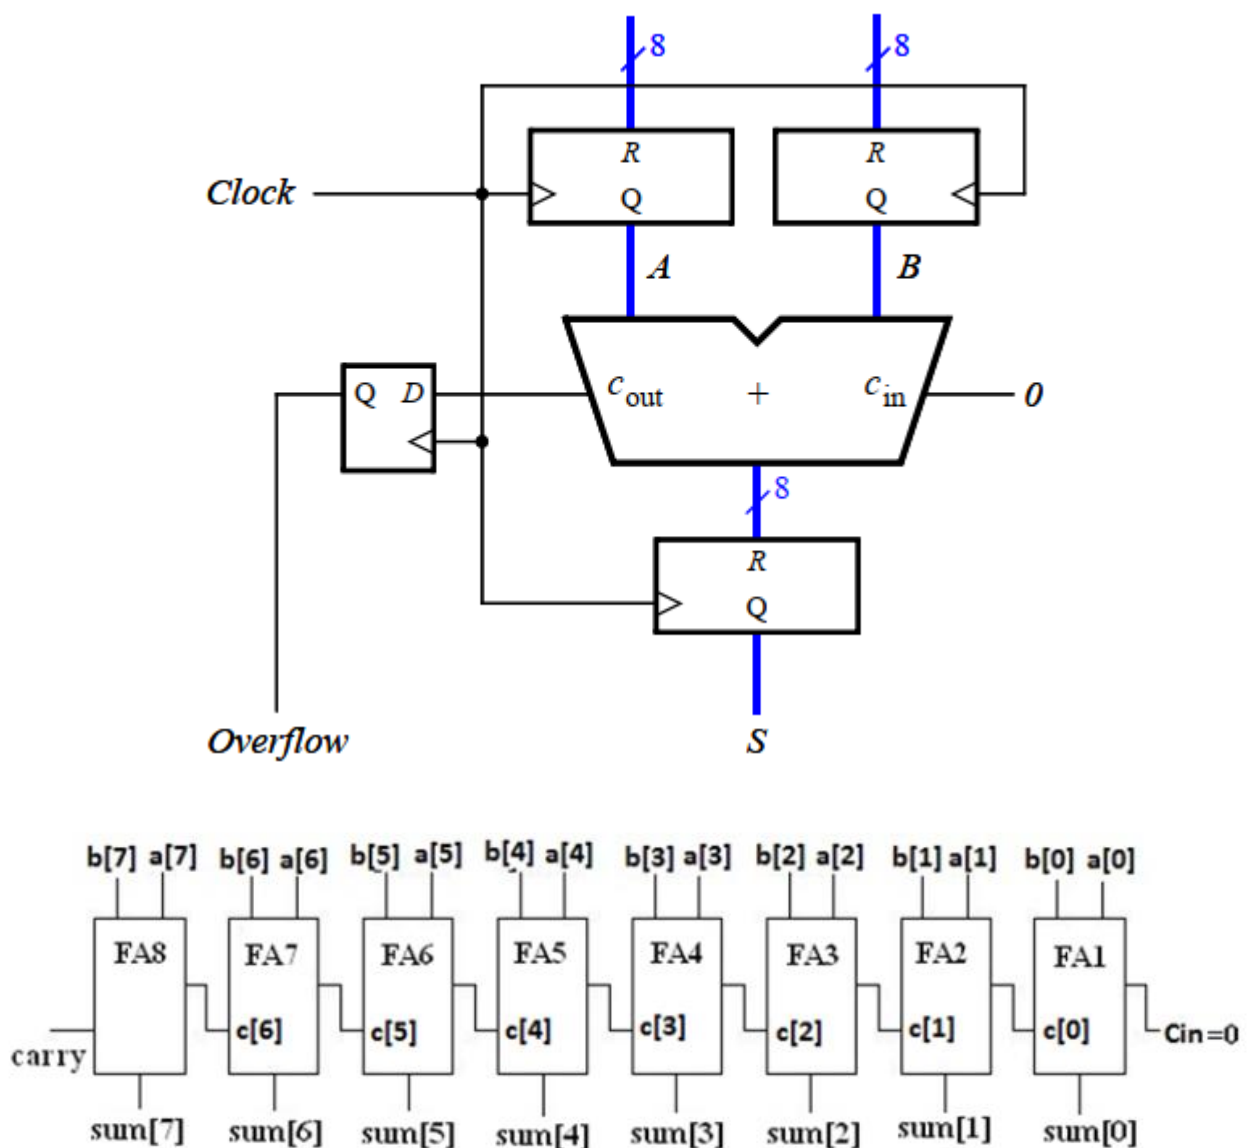 8 8
R R
Clock Q Q
A B
Q D c_out + c_in 0
8
R
Q
Overflow S
b[7] a[7] b[6] a[6] b[5] a[5] b[4] a[4] b[3] a[3] b[2] a[2] b[1] a[1] b[0] a[0]
FA8 FA7 FA6 FA5 FA4 FA3 FA2 FA1
carry c[6] c[5] c[4] c[3] c[2] c[1] c[0] Cin=0
sum[7] sum[6] sum[5] sum[4] sum[3] sum[2] sum[1] sum[0]